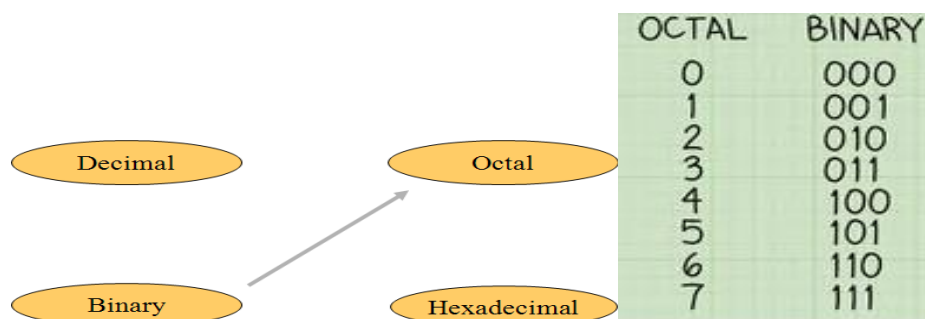 Decimal
Octal
Binary
Hexadecimal
OCTAL BINARY
0 000
1 001
2 010
3 011
4 100
5 101
6 110
7 111